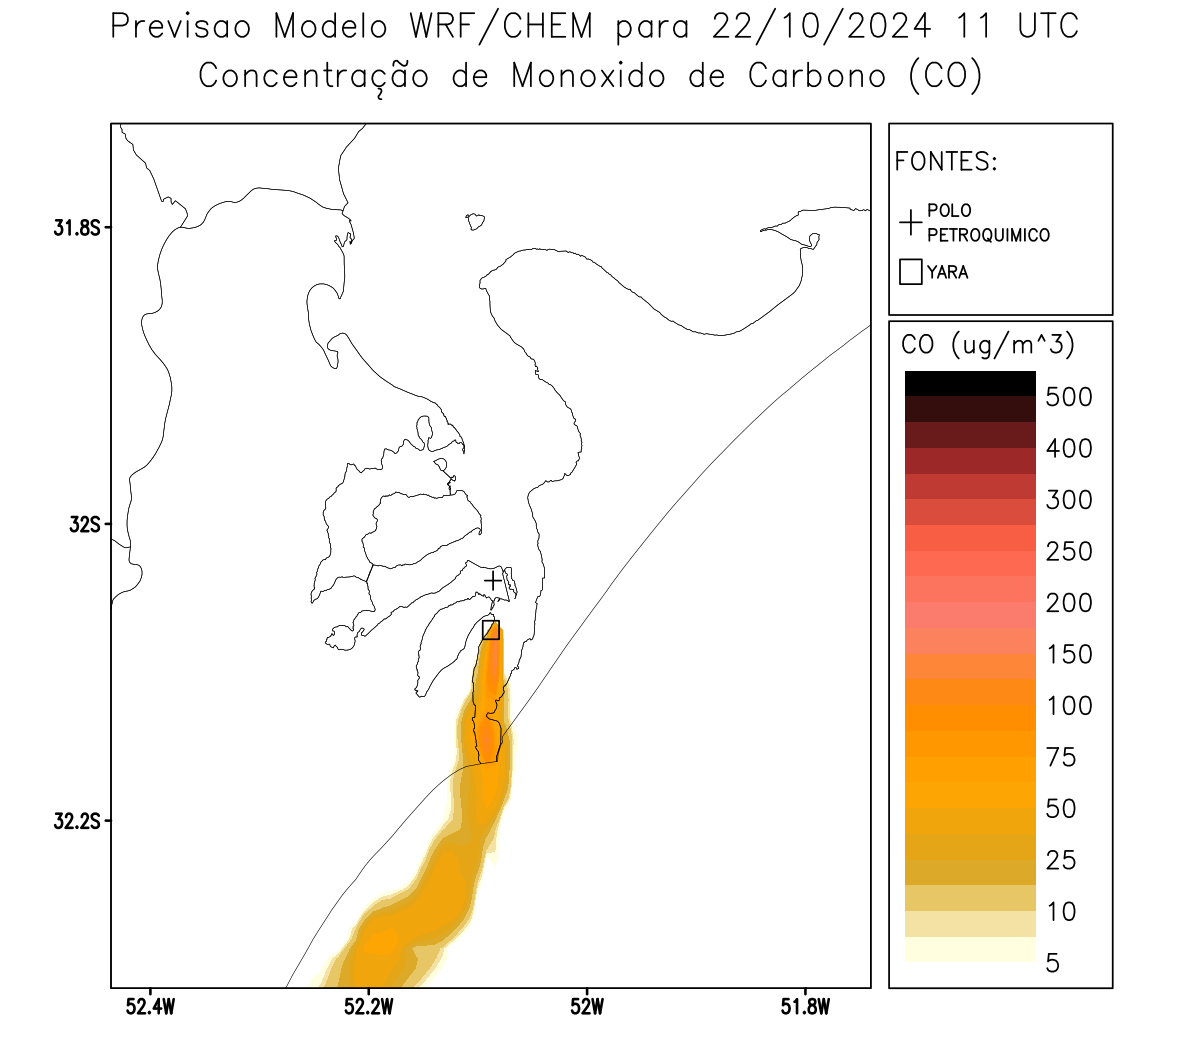 Previsao Modelo WRF/CHEM para 22/10/2024 11 UTC
Concentração de Monoxido de Carbono (CO)
FONTES:
POLO
PETROQUIMICO
YARA
CO (ug/m^3)
500
400
300
250
200
150
100
75
50
25
10
5
31.8S
32S
32.2S
52.4W
52.2W
52W
51.8W